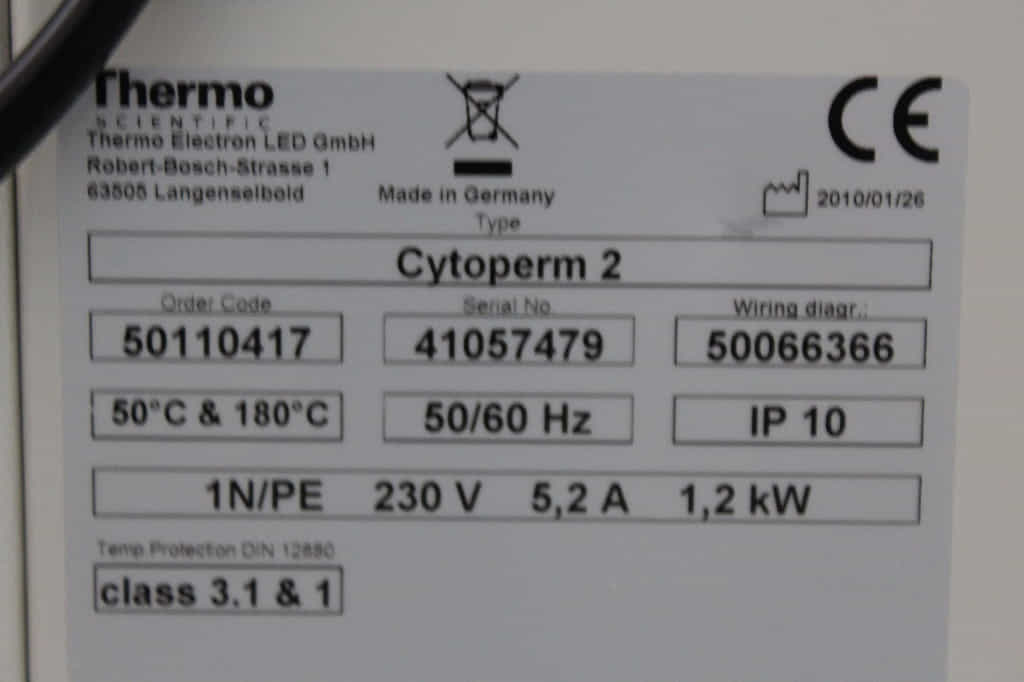 Thermo
SCIENTIFIC
Thermo Electron LED GmbH
Robert-Bosch-Strasse 1
63505 Langenselbold
Made in Germany
CE
2010/01/26
Type
Cytoperm 2
Order Code
Serial No.
Wiring diagr.:
50110417
41057479
50066366
50°C & 180°C
50/60 Hz
IP 10
1N/PE 230 V 5,2 A 1,2 kW
Temp Protection DIN 12880
class 3.1 & 1